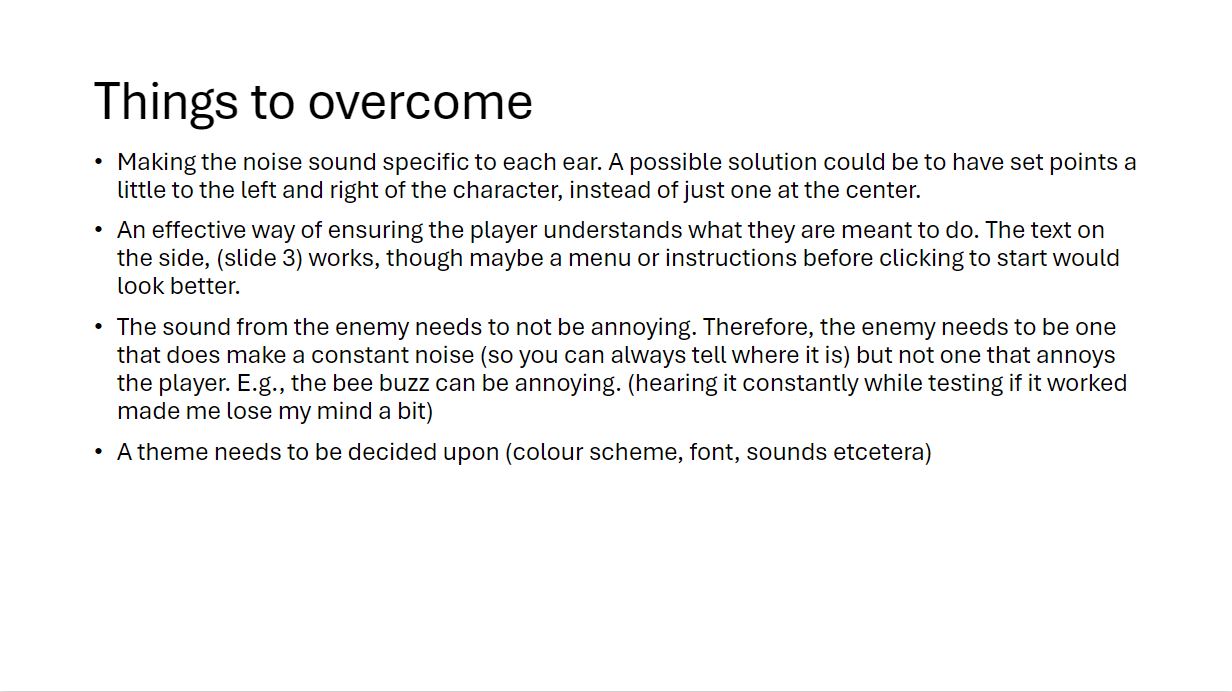 Things to overcome
• Making the noise sound specific to each ear. A possible solution could be to have set points a
little to the left and right of the character, instead of just one at the center.
• An effective way of ensuring the player understands what they are meant to do. The text on
the side, (slide 3) works, though maybe a menu or instructions before clicking to start would
look better.
• The sound from the enemy needs to not be annoying. Therefore, the enemy needs to be one
that does make a constant noise (so you can always tell where it is) but not one that annoys
the player. E.g., the bee buzz can be annoying. (hearing it constantly while testing if it worked
made me lose my mind a bit)
• A theme needs to be decided upon (colour scheme, font, sounds etcetera)